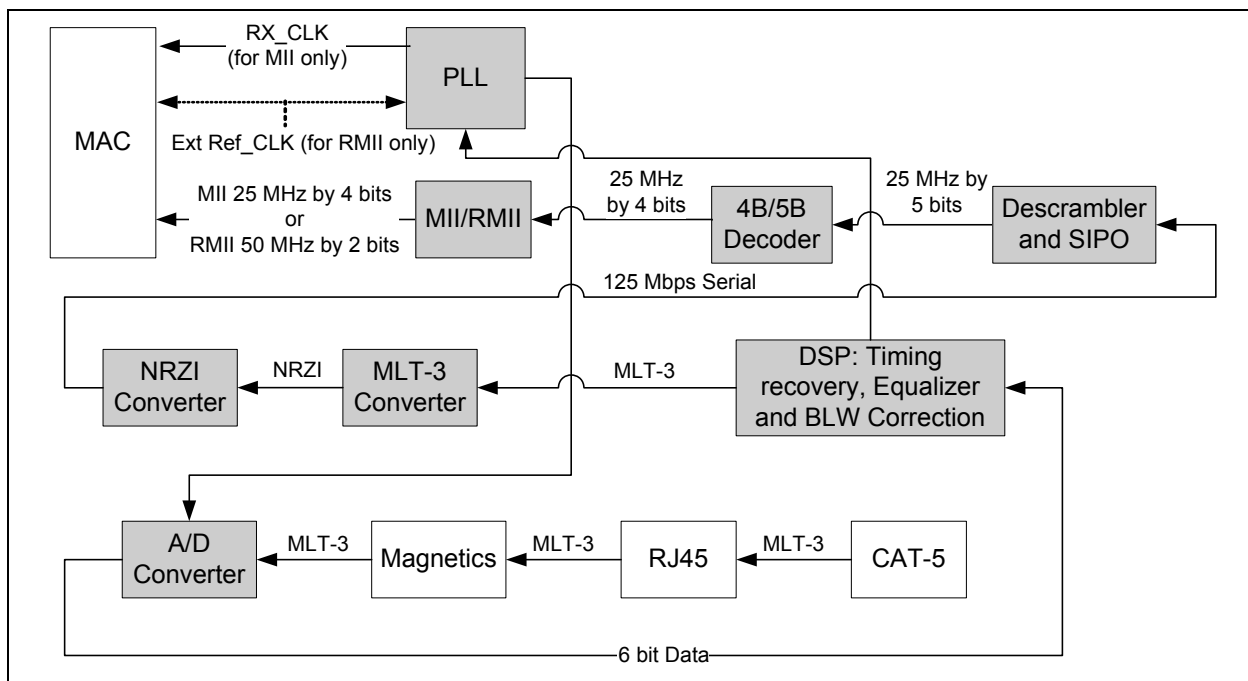 RX_CLK
(for MII only)
PLL
MAC
Ext Ref_CLK (for RMII only)
MII 25 MHz by 4 bits
or
RMII 50 MHz by 2 bits
MII/RMII
25 MHz
by 4 bits
4B/5B
Decoder
25 MHz by
5 bits
Descrambler
and SIPO
125 Mbps Serial
NRZI
Converter
NRZI
MLT-3
Converter
MLT-3
DSP: Timing
recovery, Equalizer
and BLW Correction
A/D
Converter
MLT-3
Magnetics
MLT-3
RJ45
MLT-3
CAT-5
6 bit Data